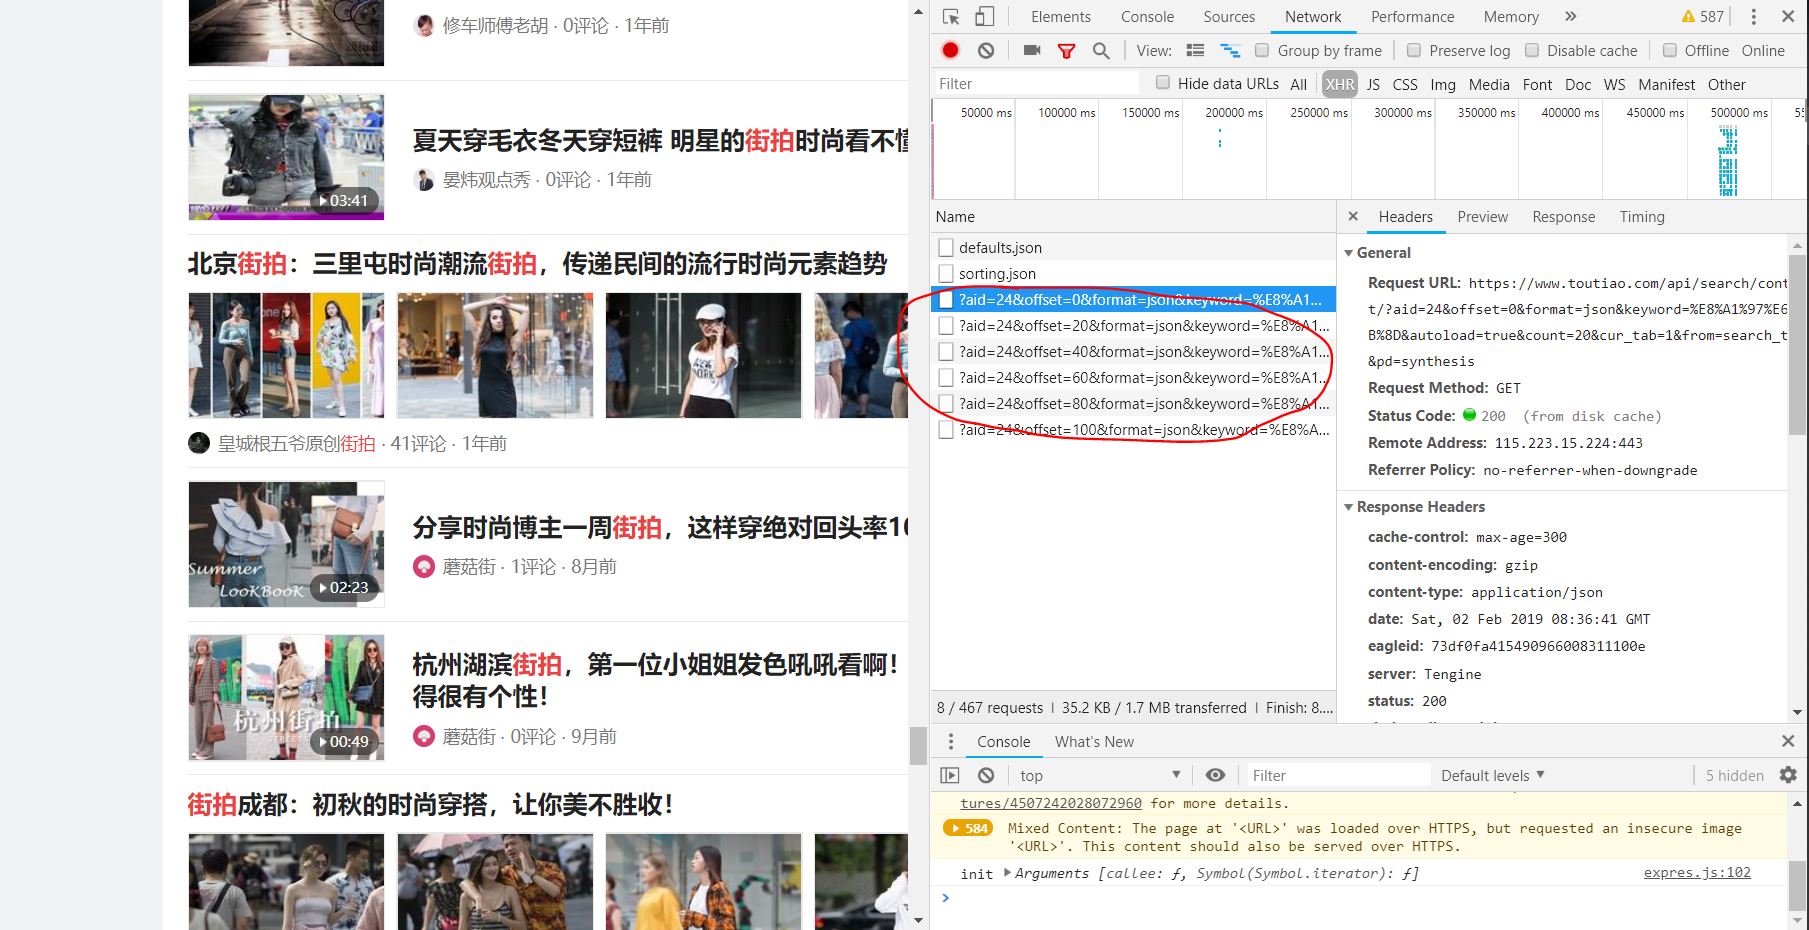 修车师傅老胡 · 0评论 · 1年前
03:41
夏天穿毛衣冬天穿短裤 明星的街拍时尚看不懂
晏炜观点秀 · 0评论 · 1年前
北京街拍：三里屯时尚潮流街拍，传递民间的流行时尚元素趋势
皇城根五爷原创街拍 · 41评论 · 1年前
Summer
LOOKBOOK
02:23
分享时尚博主一周街拍，这样穿绝对回头率10
蘑菇街 · 1评论 · 8月前
杭州街拍
00:49
杭州湖滨街拍，第一位小姐姐发色吼吼看啊！
得很有个性！
蘑菇街 · 0评论 · 9月前
街拍成都：初秋的时尚穿搭，让你美不胜收！
Elements Console Sources Network Performance Memory » 587
View: Group by frame Preserve log Disable cache Offline Online
Filter Hide data URLs All XHR JS CSS Img Media Font Doc WS Manifest Other
50000 ms 100000 ms 150000 ms 200000 ms 250000 ms 300000 ms 350000 ms 400000 ms 450000 ms 500000 ms
Name
defaults.json
sorting.json
?aid=24&offset=0&format=json&keyword=%E8%A1...
?aid=24&offset=20&format=json&keyword=%E8%A1...
?aid=24&offset=40&format=json&keyword=%E8%A1...
?aid=24&offset=60&format=json&keyword=%E8%A1...
?aid=24&offset=80&format=json&keyword=%E8%A1...
?aid=24&offset=100&format=json&keyword=%E8%A...
8 / 467 requests | 35.2 KB / 1.7 MB transferred | Finish: 8....
Headers Preview Response Timing
General
Request URL: https://www.toutiao.com/api/search/cont
t/?aid=24&offset=0&format=json&keyword=%E8%A1%97%E6
B%8D&autoload=true&count=20&cur_tab=1&from=search_t
&pd=synthesis
Request Method: GET
Status Code: 200 (from disk cache)
Remote Address: 115.223.15.224:443
Referrer Policy: no-referrer-when-downgrade
Response Headers
cache-control: max-age=300
content-encoding: gzip
content-type: application/json
date: Sat, 02 Feb 2019 08:36:41 GMT
eagleid: 73df0fa415490966008311100e
server: Tengine
status: 200
Console What's New
top Filter Default levels 5 hidden
tures/4507242028072960 for more details.
584 Mixed Content: The page at '<URL>' was loaded over HTTPS, but requested an insecure image
'<URL>'. This content should also be served over HTTPS.
init Arguments [callee: ƒ, Symbol(Symbol.iterator): ƒ] expres.js:102